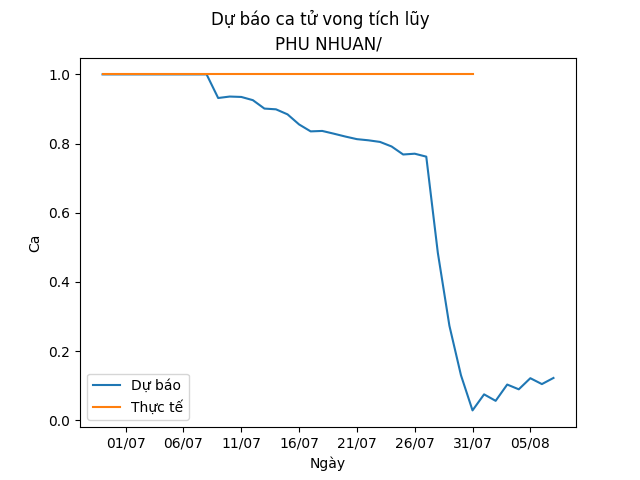 Dự báo ca tử vong tích lũy
PHU NHUAN/
1.0
0.8
0.6
0.4
0.2
0.0
Ca
Dự báo
Thực tế
01/07 06/07 11/07 16/07 21/07 26/07 31/07 05/08
Ngày